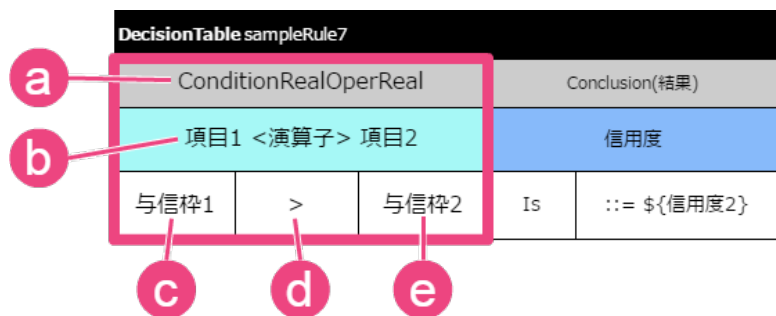 DecisionTable sampleRule7
a ConditionRealOperReal Conclusion(結果)
b 項目1 <演算子> 項目2 信用度
与信枠1 > 与信枠2 Is ::= ${信用度2}
c d e